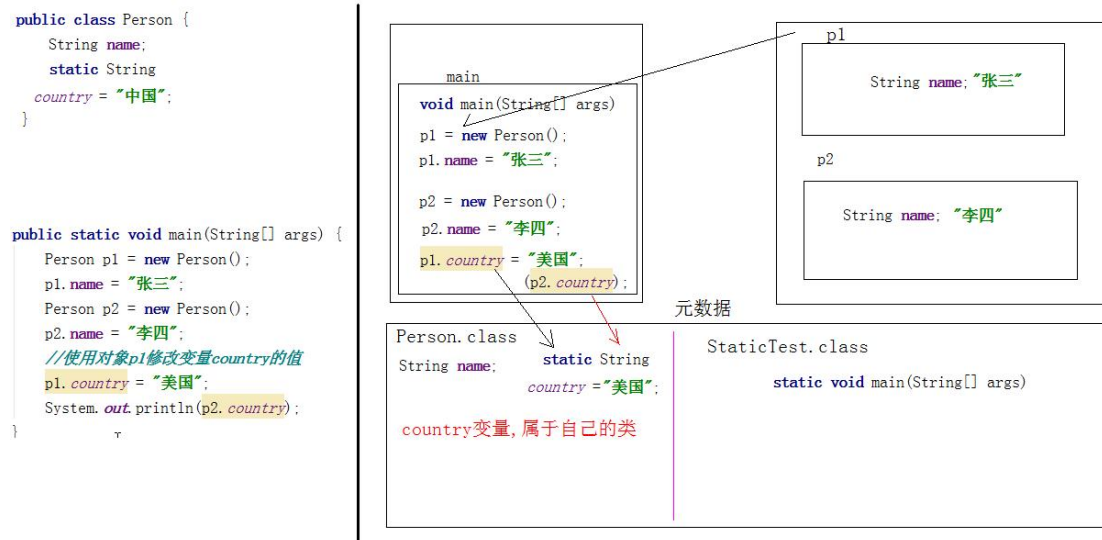 public class Person {
String name;
static String
country = "中国";
}
public static void main(String[] args) {
Person p1 = new Person();
p1.name = "张三";
Person p2 = new Person();
p2.name = "李四";
//使用对象p1修改变量country的值
p1.country = "美国";
System.out.println(p2.country);
}
main
void main(String[] args)
p1 = new Person();
p1.name = "张三";
p2 = new Person();
p2.name = "李四";
p1.country = "美国";
(p2.country);
p1
String name; "张三"
p2
String name; "李四"
元数据
Person.class
String name;
static String
country ="美国";
country变量,属于自己的类
StaticTest.class
static void main(String[] args)